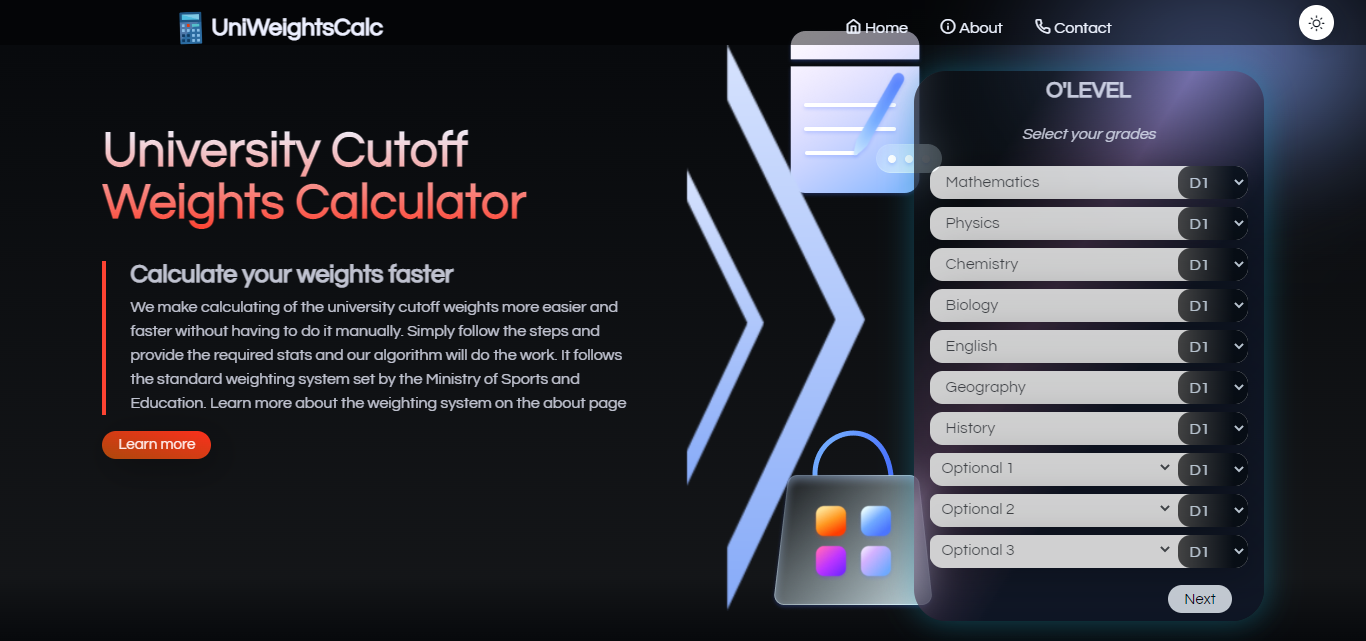 UniWeightsCalc
Home
About
Contact
University Cutoff
Weights Calculator
Calculate your weights faster
We make calculating of the university cutoff weights more easier and
faster without having to do it manually. Simply follow the steps and
provide the required stats and our algorithm will do the work. It follows
the standard weighting system set by the Ministry of Sports and
Education. Learn more about the weighting system on the about page
Learn more
O'LEVEL
Select your grades
Mathematics D1
Physics D1
Chemistry D1
Biology D1
English D1
Geography D1
History D1
Optional 1 D1
Optional 2 D1
Optional 3 D1
Next